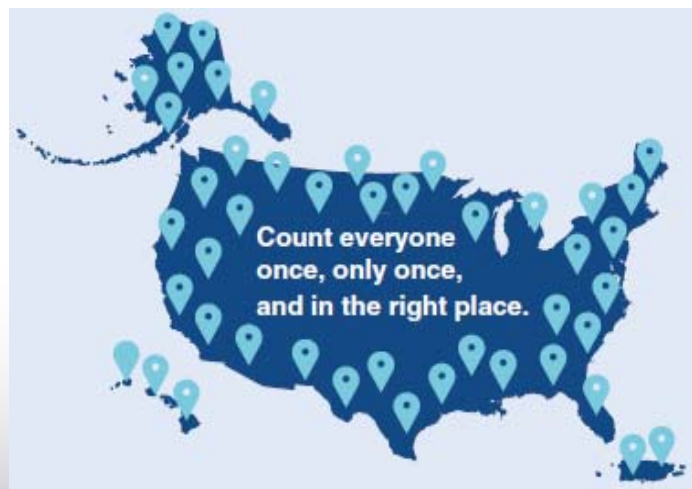 Count everyone
once, only once,
and in the right place.